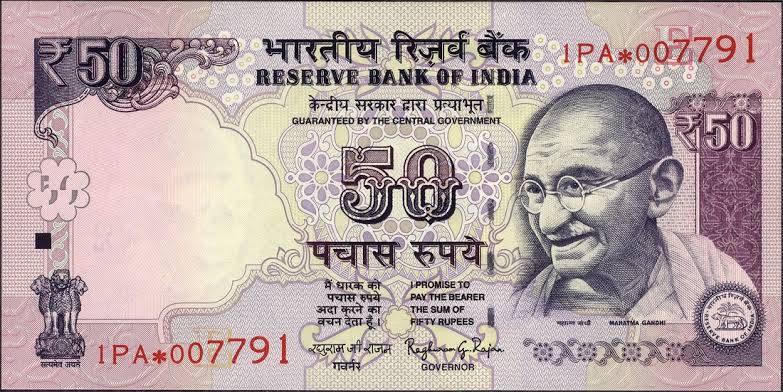 ₹50
भारतीय रिज़र्व बैंक
RESERVE BANK OF INDIA
1PA*007791
केन्द्रीय सरकार द्वारा प्रत्याभूत
GUARANTEED BY THE CENTRAL GOVERNMENT
₹50
50
पचास रुपये
मैं धारक को
पचास रुपये
अदा करने का
वचन देता हूँ।
I PROMISE TO
PAY THE BEARER
THE SUM OF
FIFTY RUPEES
महात्मा गांधी
MAHATMA GANDHI
सत्यमेव जयते
1PA*007791
रघुराम जी राजन
गवर्नर
Raghuram G. Rajan
GOVERNOR
भारतीय रिज़र्व बैंक
RESERVE BANK OF INDIA